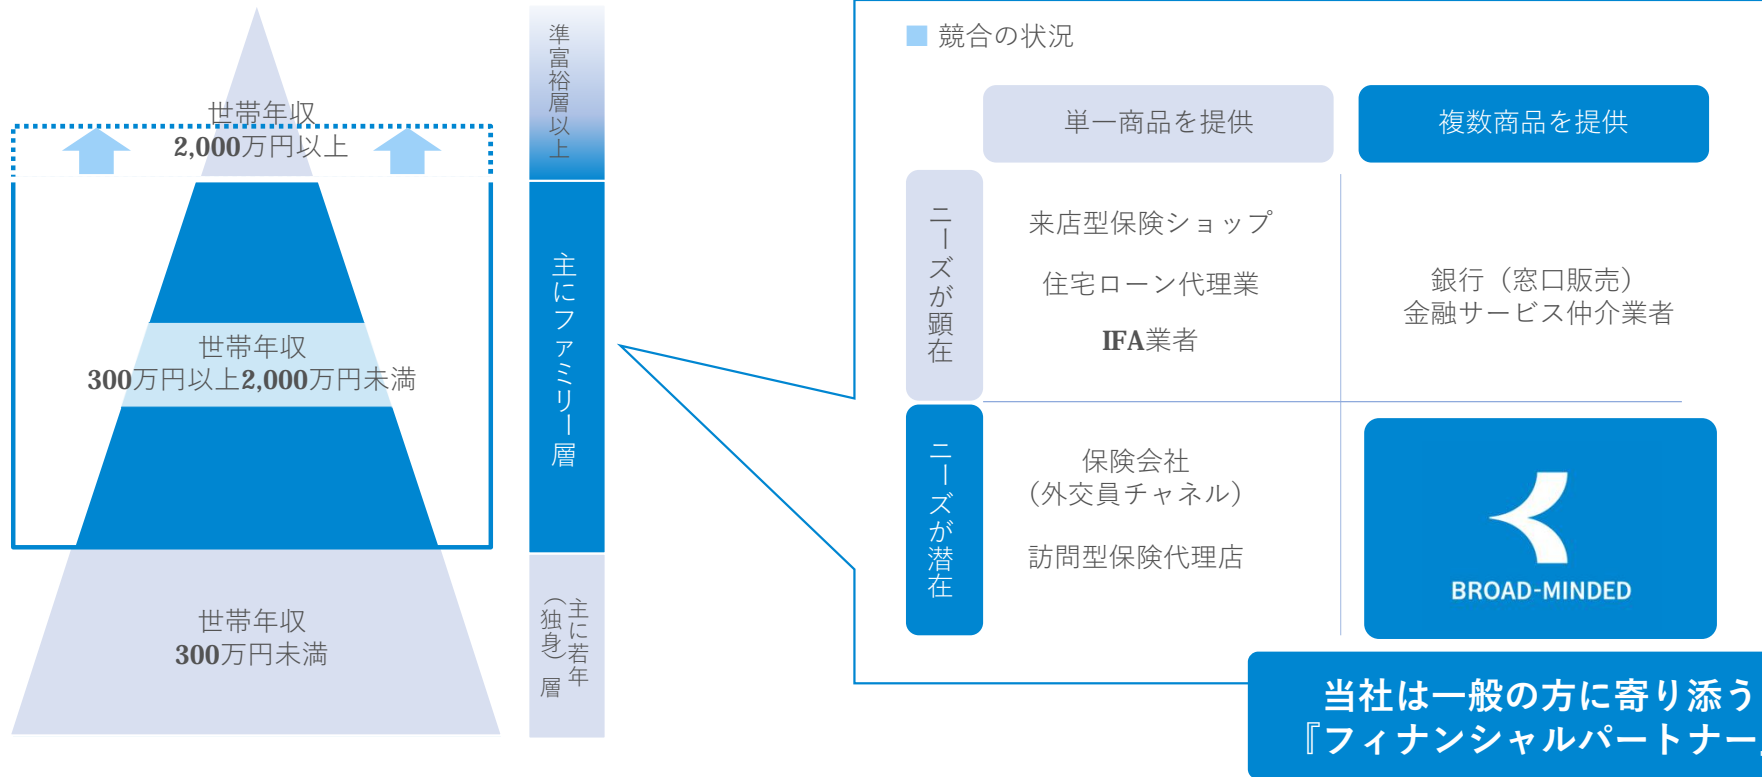 世帯年収
2,000万円以上
世帯年収
300万円以上2,000万円未満
世帯年収
300万円未満
準富裕層以上
主にファミリー層
主に若年
（独身）層
競合の状況
単一商品を提供
複数商品を提供
ニーズが顕在
来店型保険ショップ
住宅ローン代理業
IFA業者
銀行（窓口販売）
金融サービス仲介業者
ニーズが潜在
保険会社
（外交員チャネル）
訪問型保険代理店
BROAD-MINDED
当社は一般の方に寄り添う
『フィナンシャルパートナー』